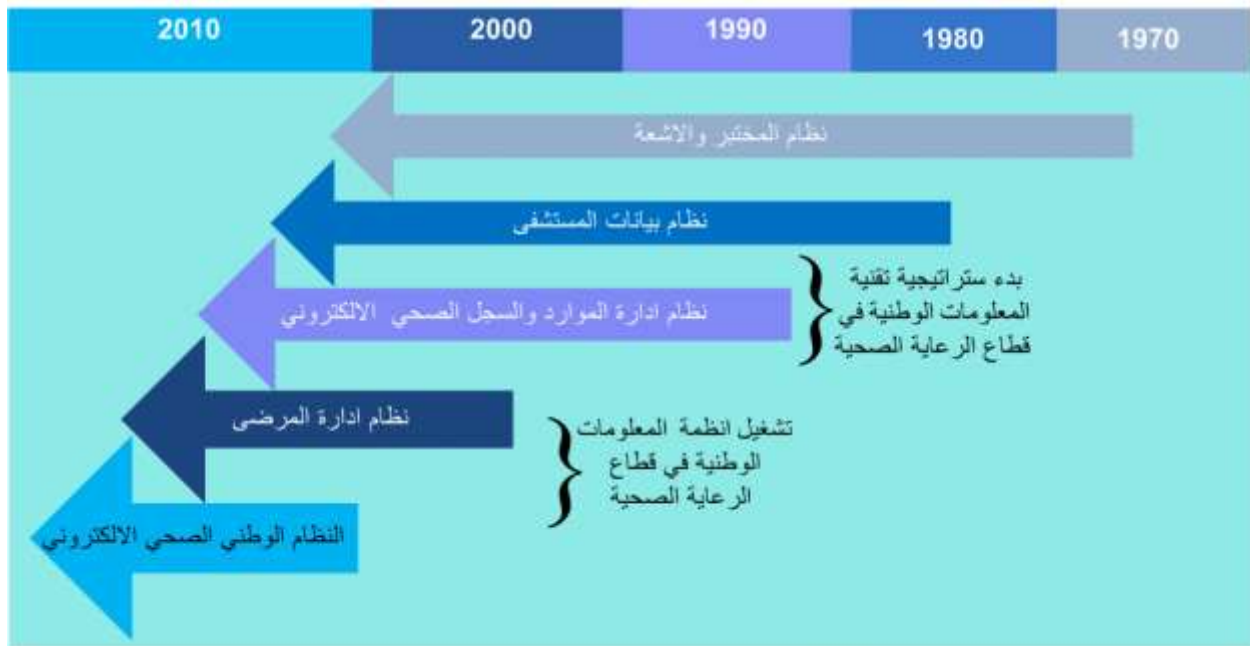 1970
1980
1990
2000
2010
نظام المختبر والاشعة
نظام بيانات المستشفى
نظام ادارة الموارد والسجل الصحي الالكتروني
بدء ستراتيجية تقنية
المعلومات الوطنية في
قطاع الرعاية الصحية
نظام ادارة المرضى
تشغيل انظمة المعلومات
الوطنية في قطاع
الرعاية الصحية
النظام الوطني الصحي الالكتروني